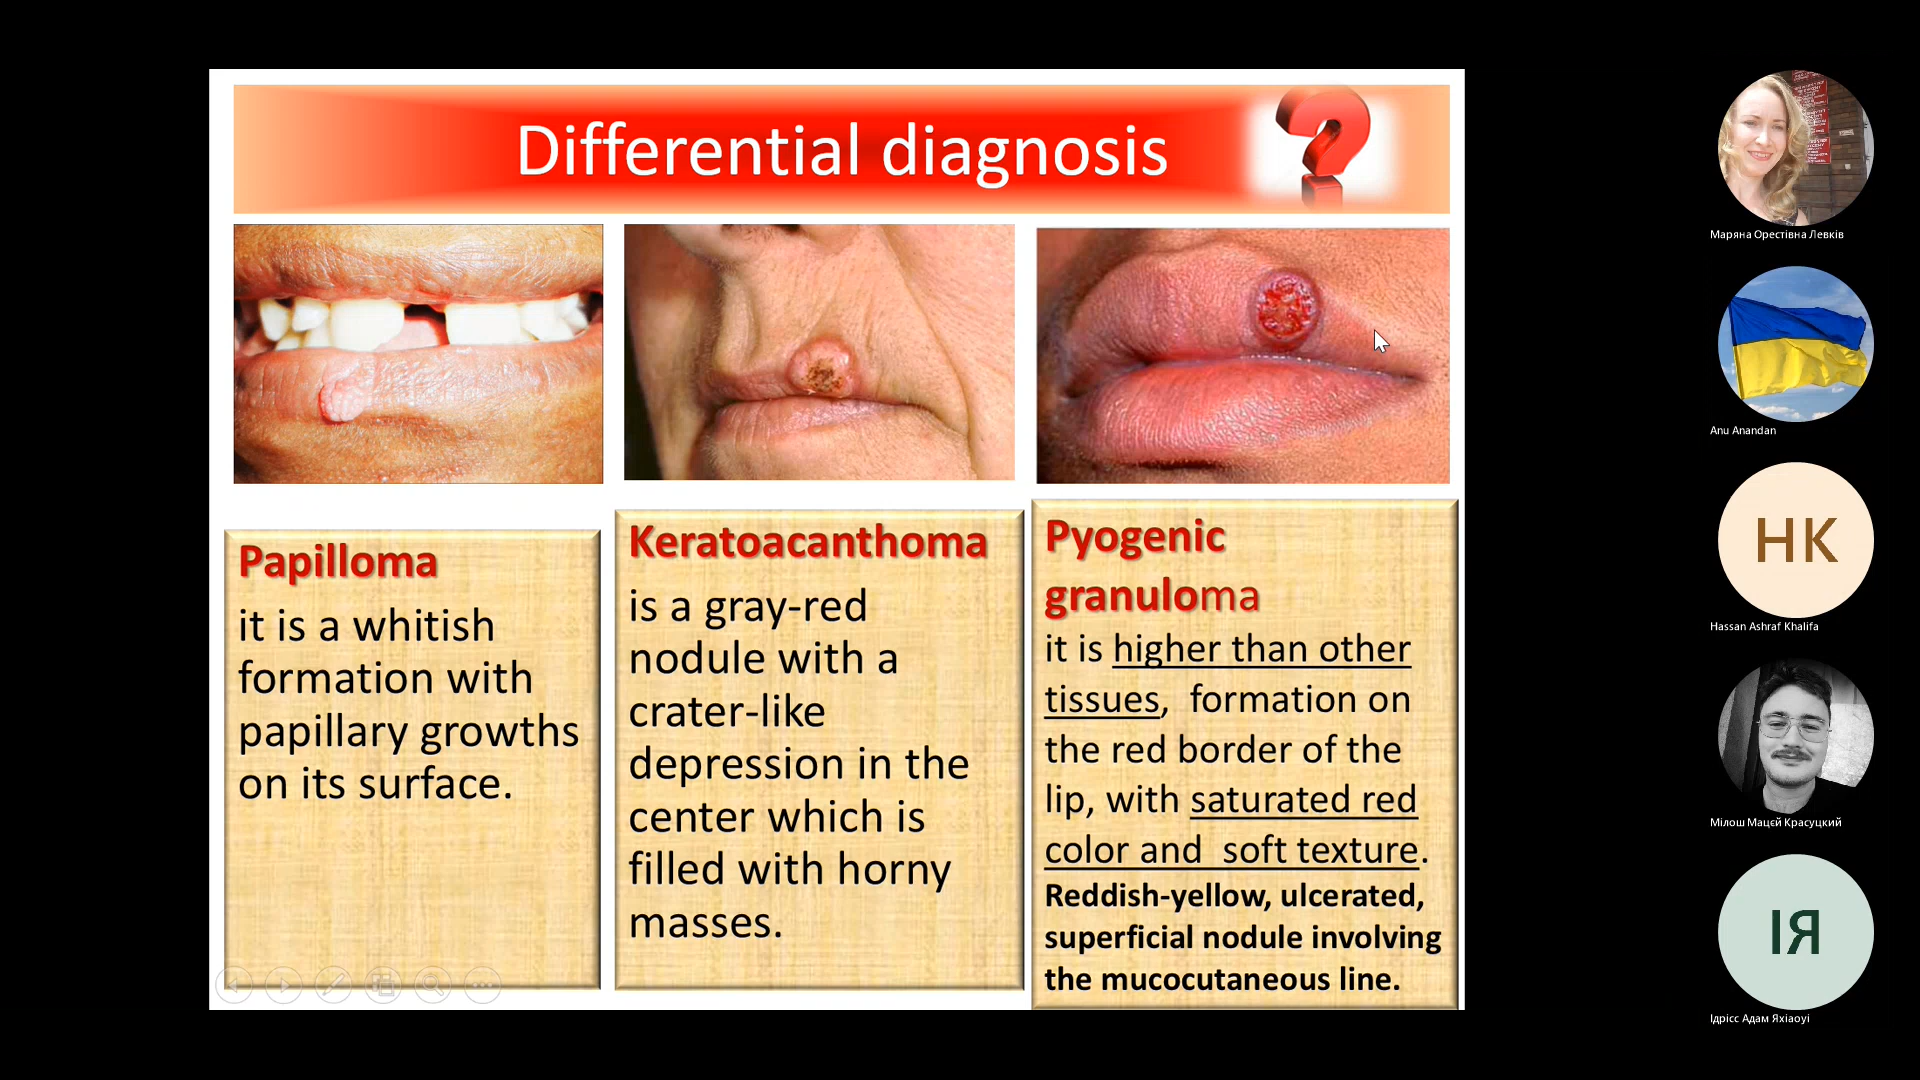 Differential diagnosis
Papilloma
it is a whitish
formation with
papillary growths
on its surface.
Keratoacanthoma
is a gray-red
nodule with a
crater-like
depression in the
center which is
filled with horny
masses.
Pyogenic
granuloma
it is higher than other
tissues, formation on
the red border of the
lip, with saturated red
color and soft texture.
Reddish-yellow, ulcerated,
superficial nodule involving
the mucocutaneous line.
Маряна Орестівна Левків
Anu Anandan
HK
Hassan Ashraf Khalifa
Мілош Мацєй Красуцкий
ІЯ
Ідрісс Адам Яхіаоуі